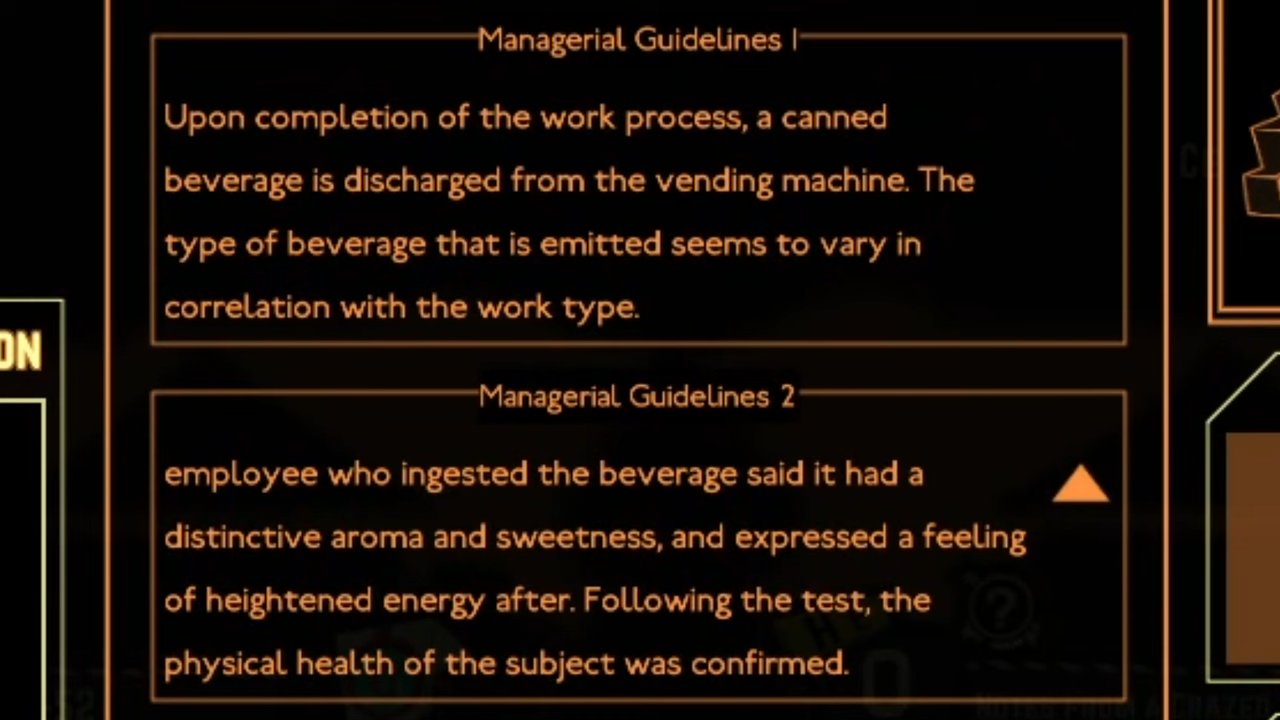 Managerial Guidelines 1
Upon completion of the work process, a canned
beverage is discharged from the vending machine. The
type of beverage that is emitted seems to vary in
correlation with the work type.
ON
Managerial Guidelines 2
employee who ingested the beverage said it had a
distinctive aroma and sweetness, and expressed a feeling
of heightened energy after. Following the test, the
physical health of the subject was confirmed.